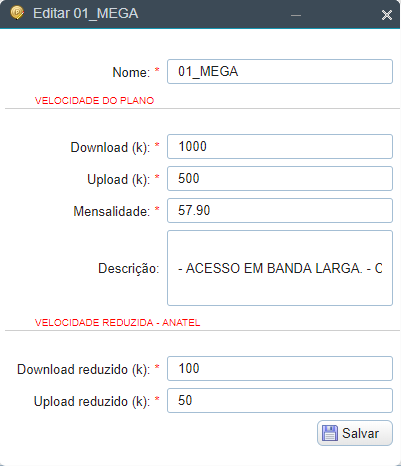 Editar 01_MEGA
Nome: * 01_MEGA
VELOCIDADE DO PLANO
Download (k): * 1000
Upload (k): * 500
Mensalidade: * 57.90
Descrição: - ACESSO EM BANDA LARGA. - C
VELOCIDADE REDUZIDA - ANATEL
Download reduzido (k): * 100
Upload reduzido (k): * 50
Salvar